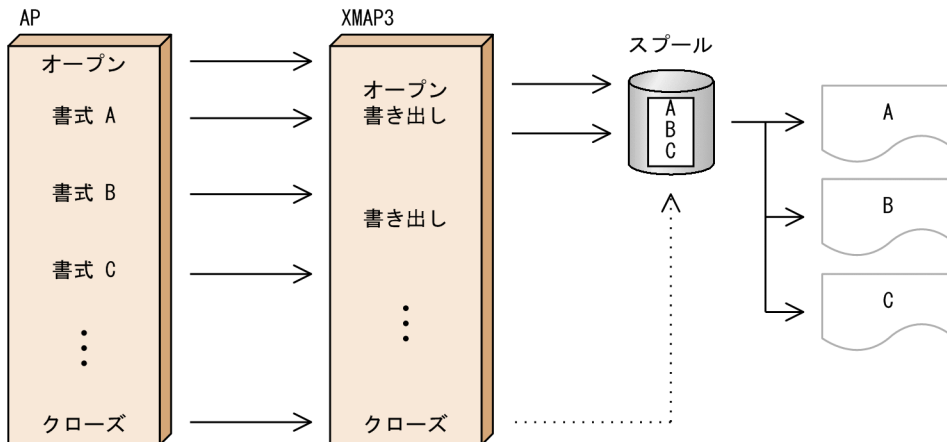 AP
オープン
書式 A
書式 B
書式 C
⋮
クローズ
XMAP3
オープン
書き出し
書き出し
⋮
クローズ
スプール
A
B
C
A
B
C